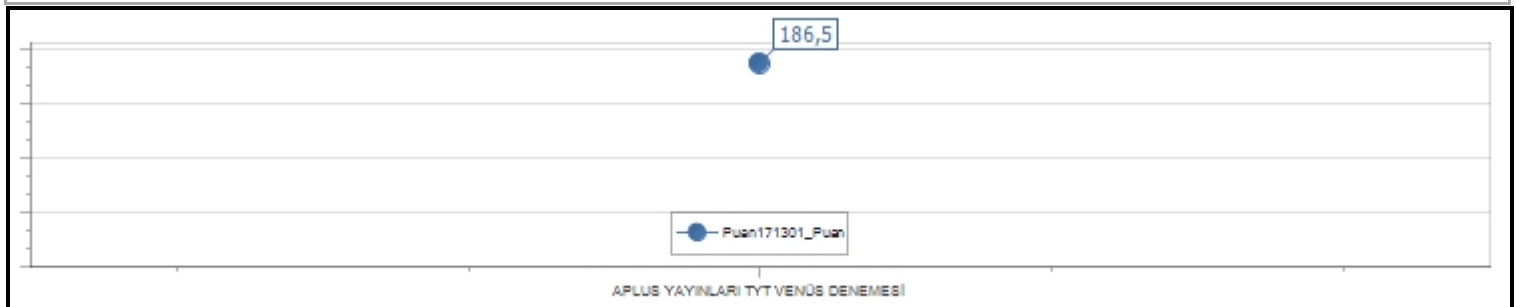 186,5
Puan171301_Puan
APLUS YAYINLARI TYT VENÜS DENEMESİ